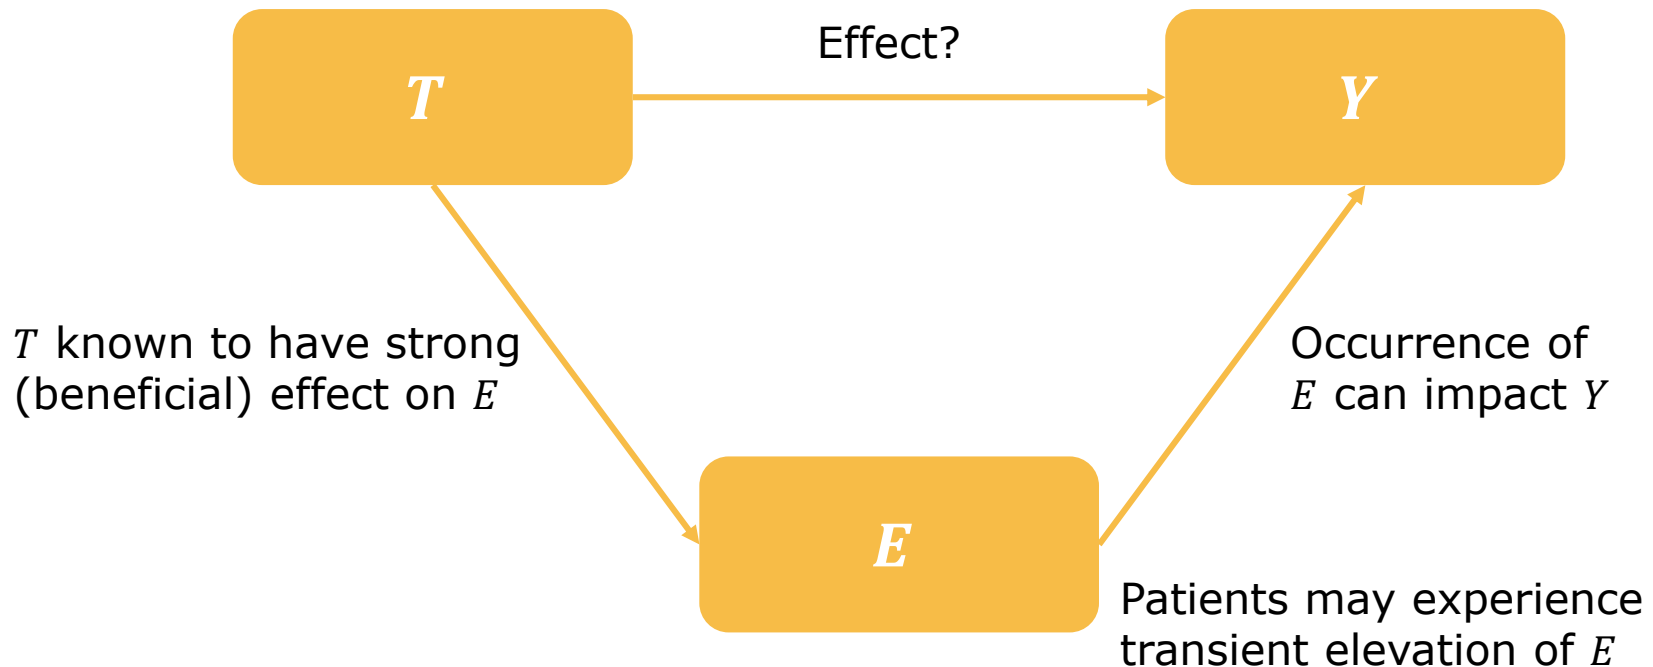 Effect?
T
Y
T known to have strong
(beneficial) effect on E
Occurrence of
E can impact Y
E
Patients may experience
transient elevation of E